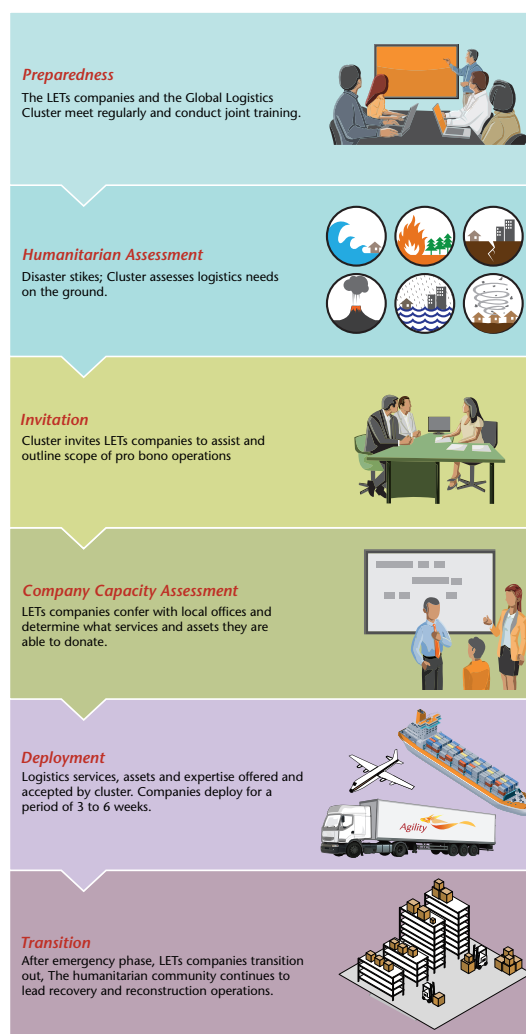 Preparedness
The LETs companies and the Global Logistics
Cluster meet regularly and conduct joint training.
Humanitarian Assessment
Disaster stikes; Cluster assesses logistics needs
on the ground.
Invitation
Cluster invites LETs companies to assist and
outline scope of pro bono operations
Company Capacity Assessment
LETs companies confer with local offices and
determine what services and assets they are
able to donate.
Deployment
Logistics services, assets and expertise offered and
accepted by cluster. Companies deploy for a
period of 3 to 6 weeks.
Agility
Transition
After emergency phase, LETs companies transition
out, The humanitarian community continues to
lead recovery and reconstruction operations.